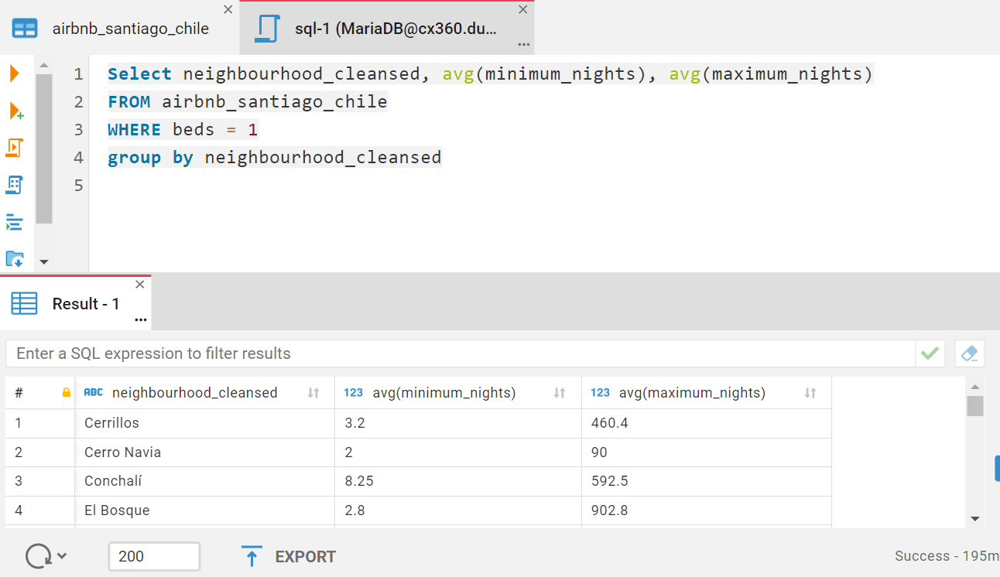 airbnb_santiago_chile
sql-1 (MariaDB@cx360.du...
1 Select neighbourhood_cleansed, avg(minimum_nights), avg(maximum_nights)
2 FROM airbnb_santiago_chile
3 WHERE beds = 1
4 group by neighbourhood_cleansed
5
Result - 1
Enter a SQL expression to filter results
# ABC neighbourhood_cleansed 123 avg(minimum_nights) 123 avg(maximum_nights)
1 Cerrillos 3.2 460.4
2 Cerro Navia 2 90
3 Conchalí 8.25 592.5
4 El Bosque 2.8 902.8
200 EXPORT Success - 195m